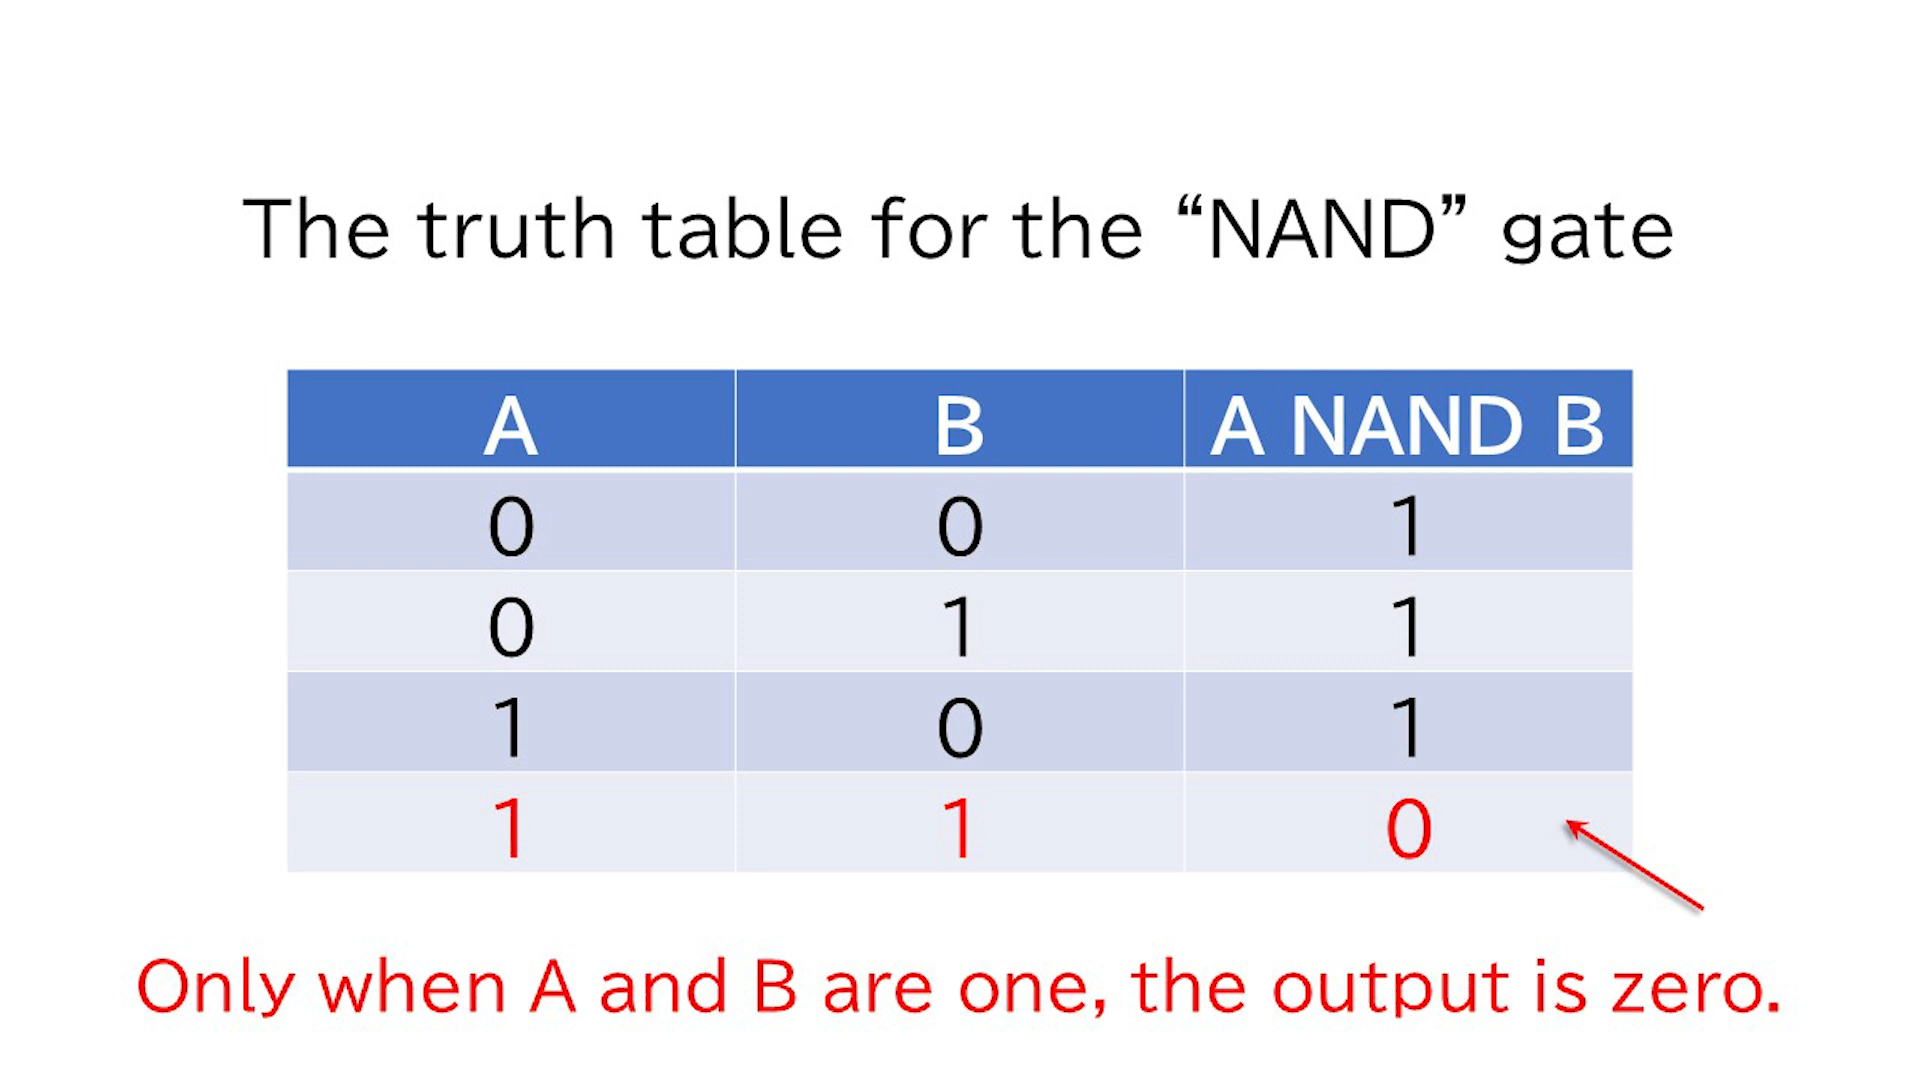 The truth table for the “NAND” gate
A B A NAND B
0 0 1
0 1 1
1 0 1
1 1 0
Only when A and B are one, the output is zero.